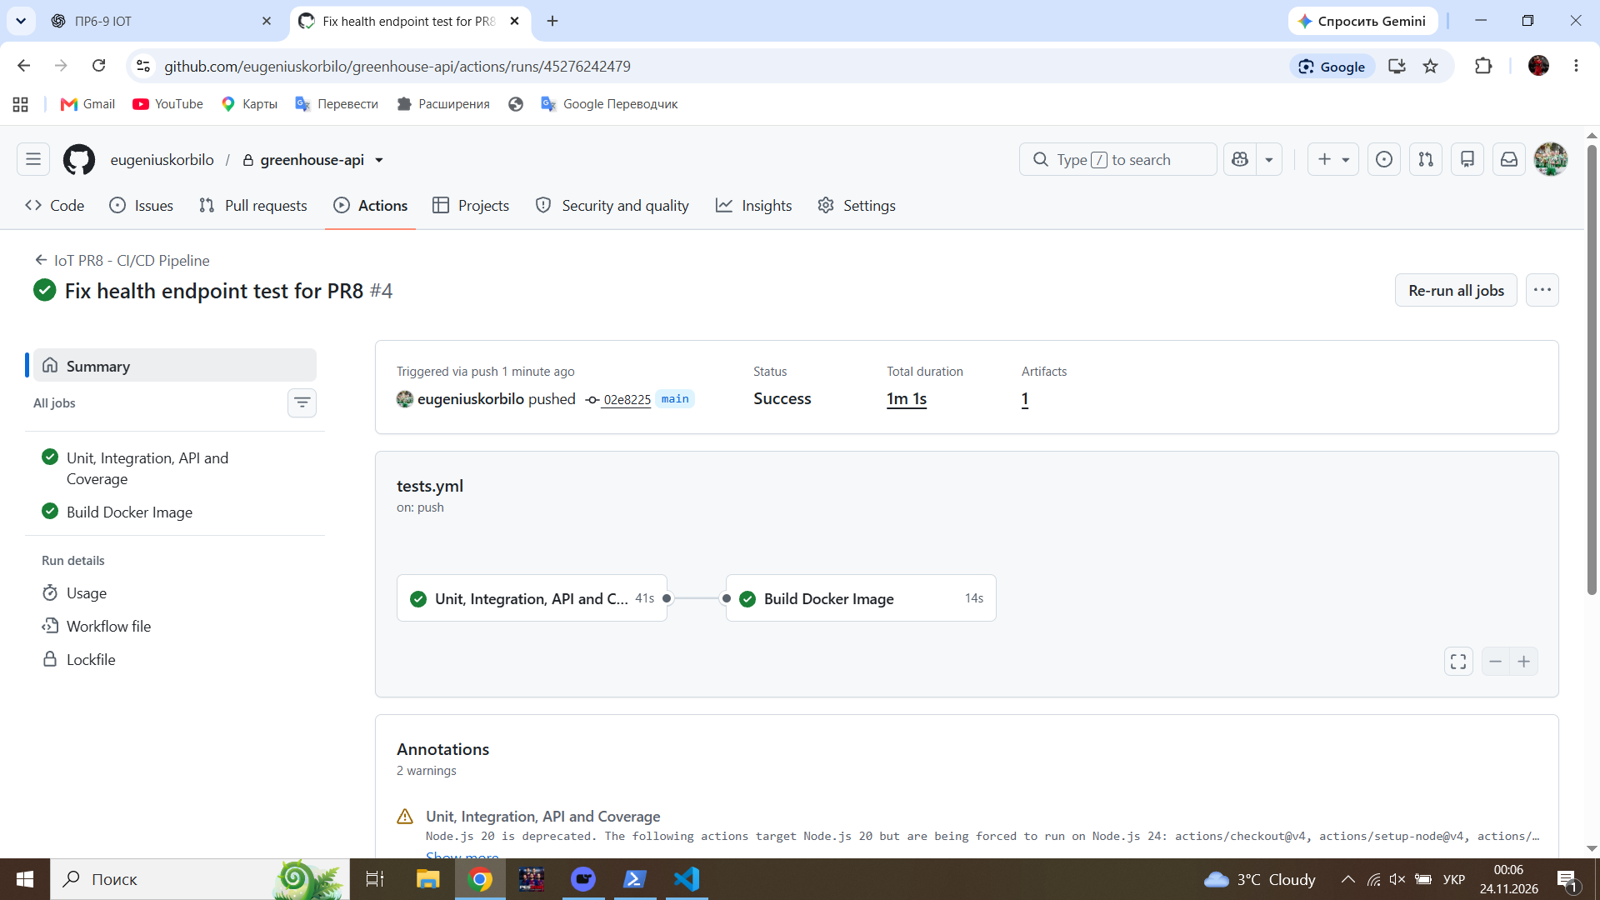 ПР6-9 ІОТ
Fix health endpoint test for PR8
Спросить Gemini
github.com/eugeniuskorbilo/greenhouse-api/actions/runs/45276242479
Google
Gmail
YouTube
Карты
Перевести
Расширения
Google Переводчик
eugeniuskorbilo / greenhouse-api
Type / to search
Code
Issues
Pull requests
Actions
Projects
Security and quality
Insights
Settings
IoT PR8 - CI/CD Pipeline
Fix health endpoint test for PR8 #4
Re-run all jobs
Summary
All jobs
Unit, Integration, API and
Coverage
Build Docker Image
Run details
Usage
Workflow file
Lockfile
Triggered via push 1 minute ago
eugeniuskorbilo pushed 02e8225 main
Status
Success
Total duration
1m 1s
Artifacts
1
tests.yml
on: push
Unit, Integration, API and C... 41s
Build Docker Image 14s
Annotations
2 warnings
Unit, Integration, API and Coverage
Node.js 20 is deprecated. The following actions target Node.js 20 but are being forced to run on Node.js 24: actions/checkout@v4, actions/setup-node@v4, actions/…
Show more
Поиск
3°C Cloudy
УКР
00:06
24.11.2026
1